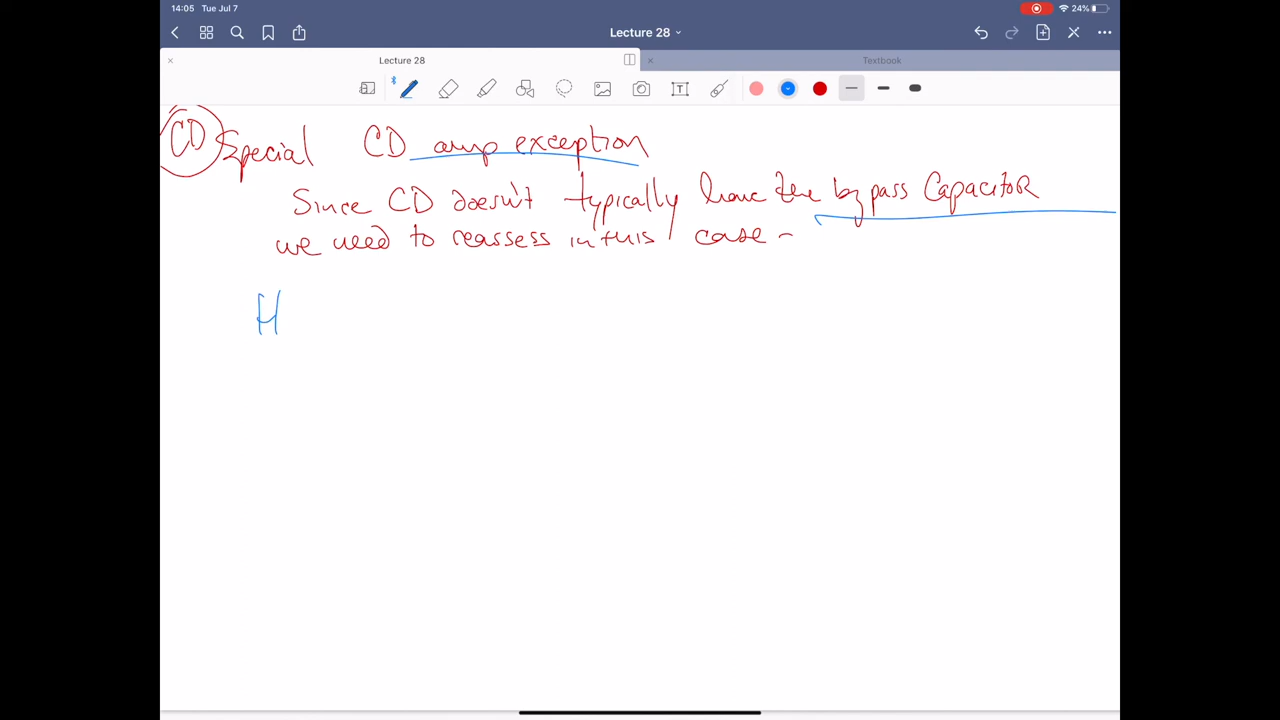 14:05 Tue Jul 7
24%
Lecture 28
Lecture 28
Textbook
T
CD Special CD amp exception
Since CD doesn't typically have the bypass Capacitor
we need to reassess in this case -
H